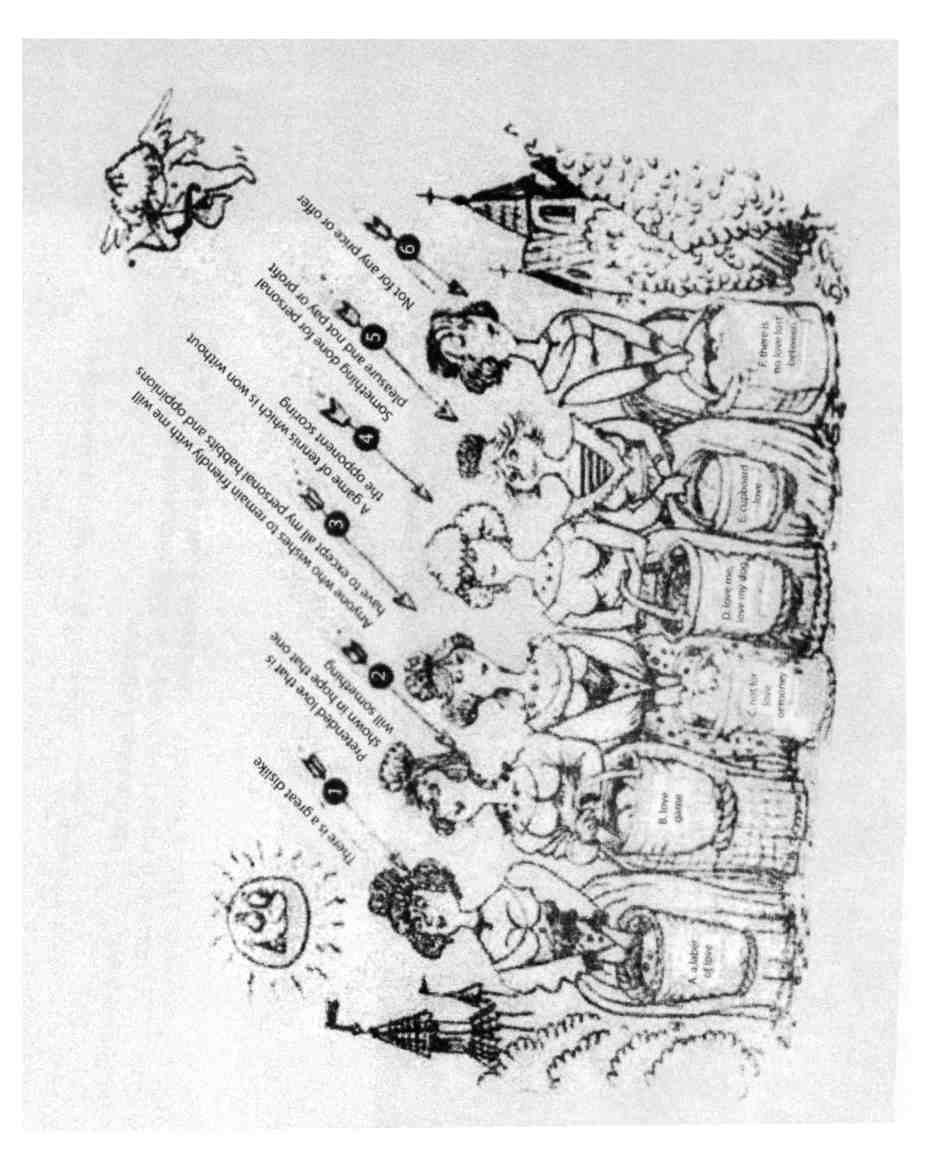 1
There is a great dislike
2
Pretended love that is
shown in hope that one
will something
3
Anyone who wishes to remain friendly with me will
have to except all my personal habbits and oppinions
4
A game of tennis which is won without
the opponent scoring
5
Something done for personal
pleasure and not pay or profit
6
Not for any price or offer
A. a labor
of love
B. love
game
C. not for
love
ormoney
D. love me,
love my dog
E. cupboard
love
F. there is
no love lost
between